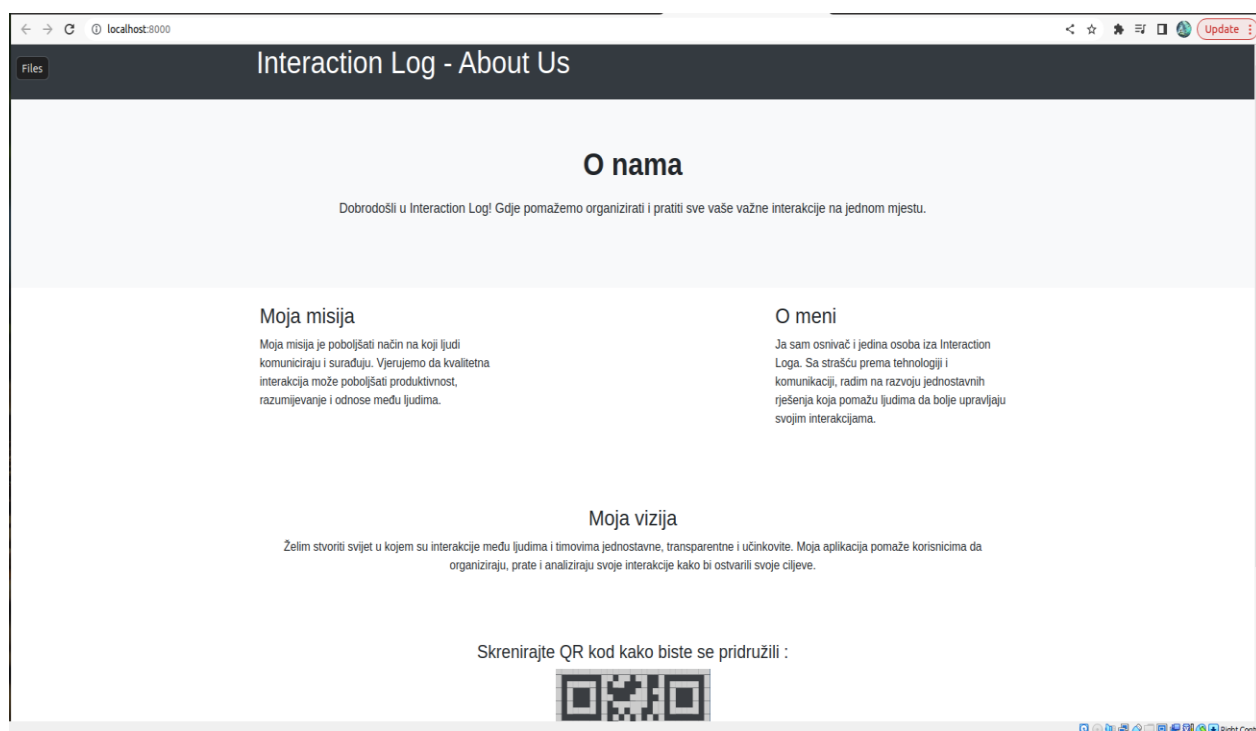 localhost:8000
Update
Files
Interaction Log - About Us
O nama
Dobrodošli u Interaction Log! Gdje pomažemo organizirati i pratiti sve vaše važne interakcije na jednom mjestu.
Moja misija
Moja misija je poboljšati način na koji ljudi
komuniciraju i surađuju. Vjerujemo da kvalitetna
interakcija može poboljšati produktivnost,
razumijevanje i odnose među ljudima.
O meni
Ja sam osnivač i jedina osoba iza Interaction
Loga. Sa strašću prema tehnologiji i
komunikaciji, radim na razvoju jednostavnih
rješenja koja pomažu ljudima da bolje upravljaju
svojim interakcijama.
Moja vizija
Želim stvoriti svijet u kojem su interakcije među ljudima i timovima jednostavne, transparentne i učinkovite. Moja aplikacija pomaže korisnicima da
organiziraju, prate i analiziraju svoje interakcije kako bi ostvarili svoje ciljeve.
Skrenirajte QR kod kako biste se pridružili :
Right Cont